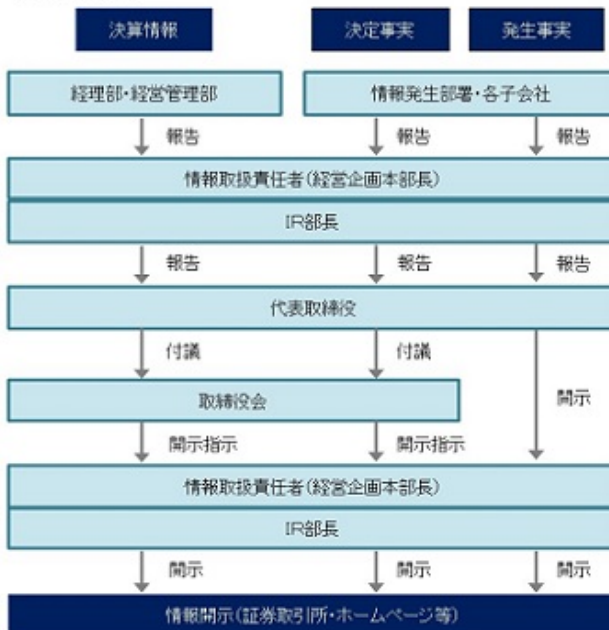 決算情報
決定事実
発生事実
経理部・経営管理部
情報発生部署・各子会社
報告
報告
報告
情報取扱責任者(経営企画本部長)
IR部長
報告
報告
報告
代表取締役
付議
付議
開示
取締役会
開示指示
開示指示
情報取扱責任者(経営企画本部長)
IR部長
開示
開示
開示
情報開示(証券取引所・ホームページ等)